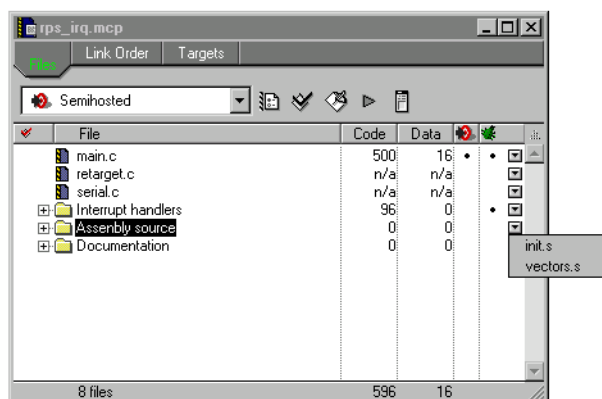 rps_irq.mcp
Files Link Order Targets
Semihosted
File Code Data
main.c 500 16
retarget.c n/a n/a
serial.c n/a n/a
Interrupt handlers 96 0
Assembly source 0 0
Documentation 0 0
init.s
vectors.s
8 files 596 16